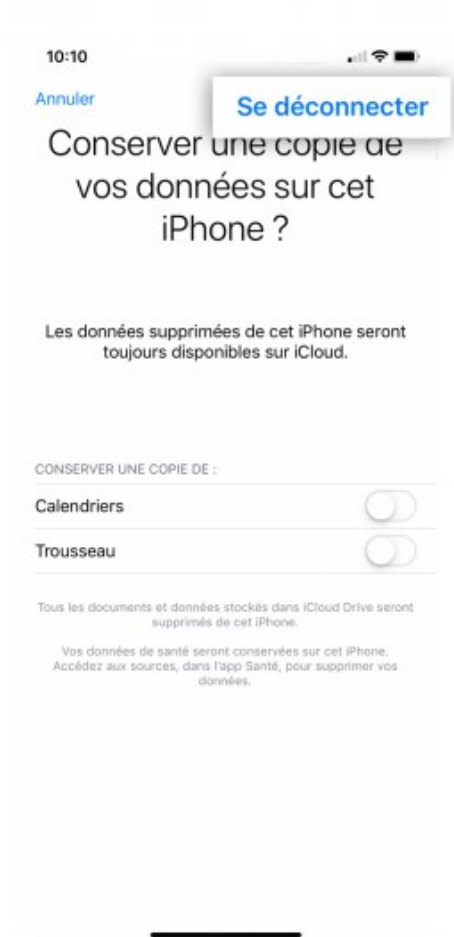 10:10
Annuler
Se déconnecter
Conserver une copie de
vos données sur cet
iPhone ?
Les données supprimées de cet iPhone seront
toujours disponibles sur iCloud.
CONSERVER UNE COPIE DE :
Calendriers
Trousseau
Tous les documents et données stockés dans iCloud Drive seront
supprimés de cet iPhone.
Vos données de santé seront conservées sur cet iPhone.
Accédez aux sources, dans l'app Santé, pour supprimer vos
données.